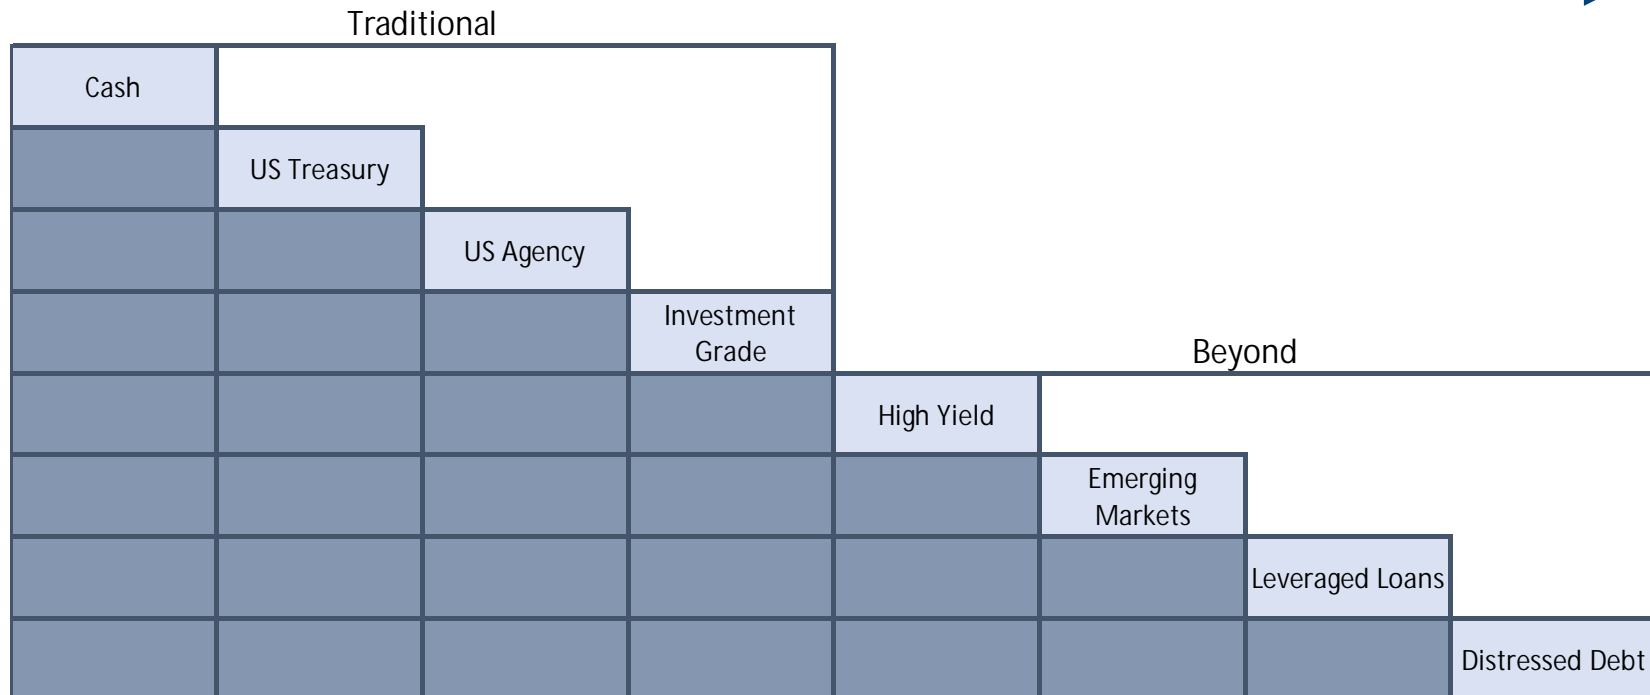 Traditional
Cash
US Treasury
US Agency
Investment
Grade
Beyond
High Yield
Emerging
Markets
Leveraged Loans
Distressed Debt